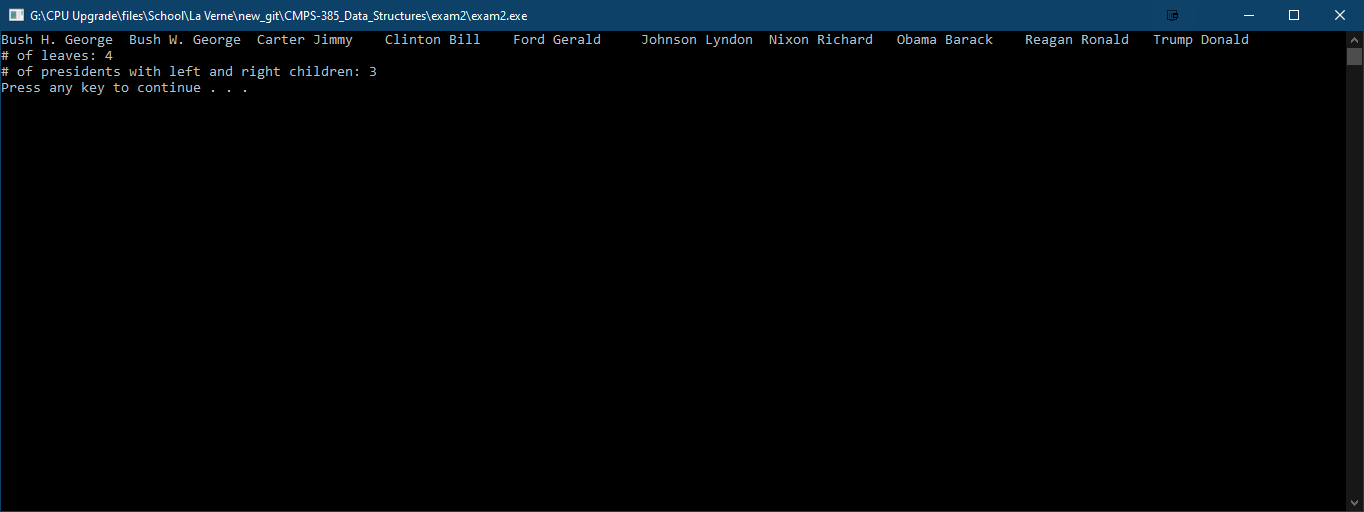 G:\CPU Upgrade\files\School\La Verne\new_git\CMPS-385_Data_Structures\exam2\exam2.exe
Bush H. George  Bush W. George  Carter Jimmy    Clinton Bill    Ford Gerald     Johnson Lyndon  Nixon Richard   Obama Barack    Reagan Ronald   Trump Donald
# of leaves: 4
# of presidents with left and right children: 3
Press any key to continue . . .